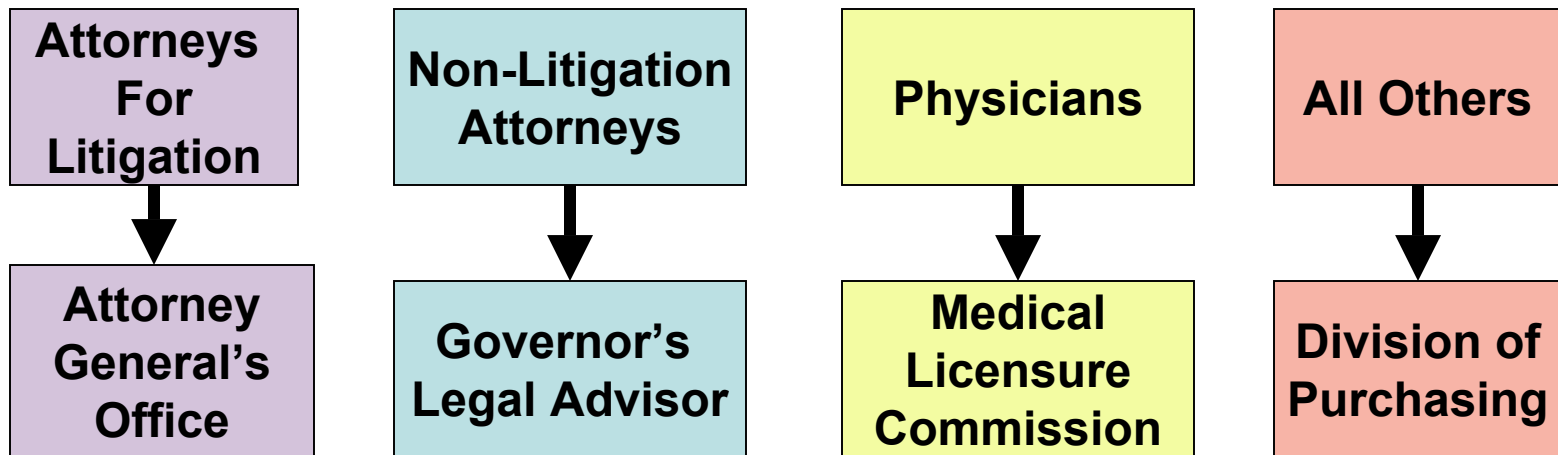 Attorneys
For
Litigation
Non-Litigation
Attorneys
Physicians
All Others
Attorney
General’s
Office
Governor’s
Legal Advisor
Medical
Licensure
Commission
Division of
Purchasing